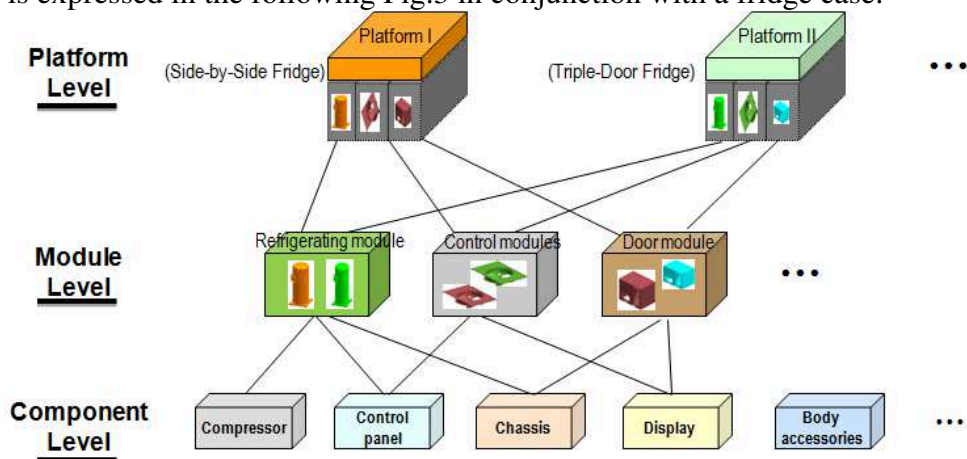 is expressed in the following Fig.3 in conjunction with a fridge case.
Platform
Level
Platform I
(Side-by-Side Fridge)
Platform II
(Triple-Door Fridge)
...
Module
Level
Refrigerating module
Control modules
Door module
...
Component
Level
Compressor
Control
panel
Chassis
Display
Body
accessories
...